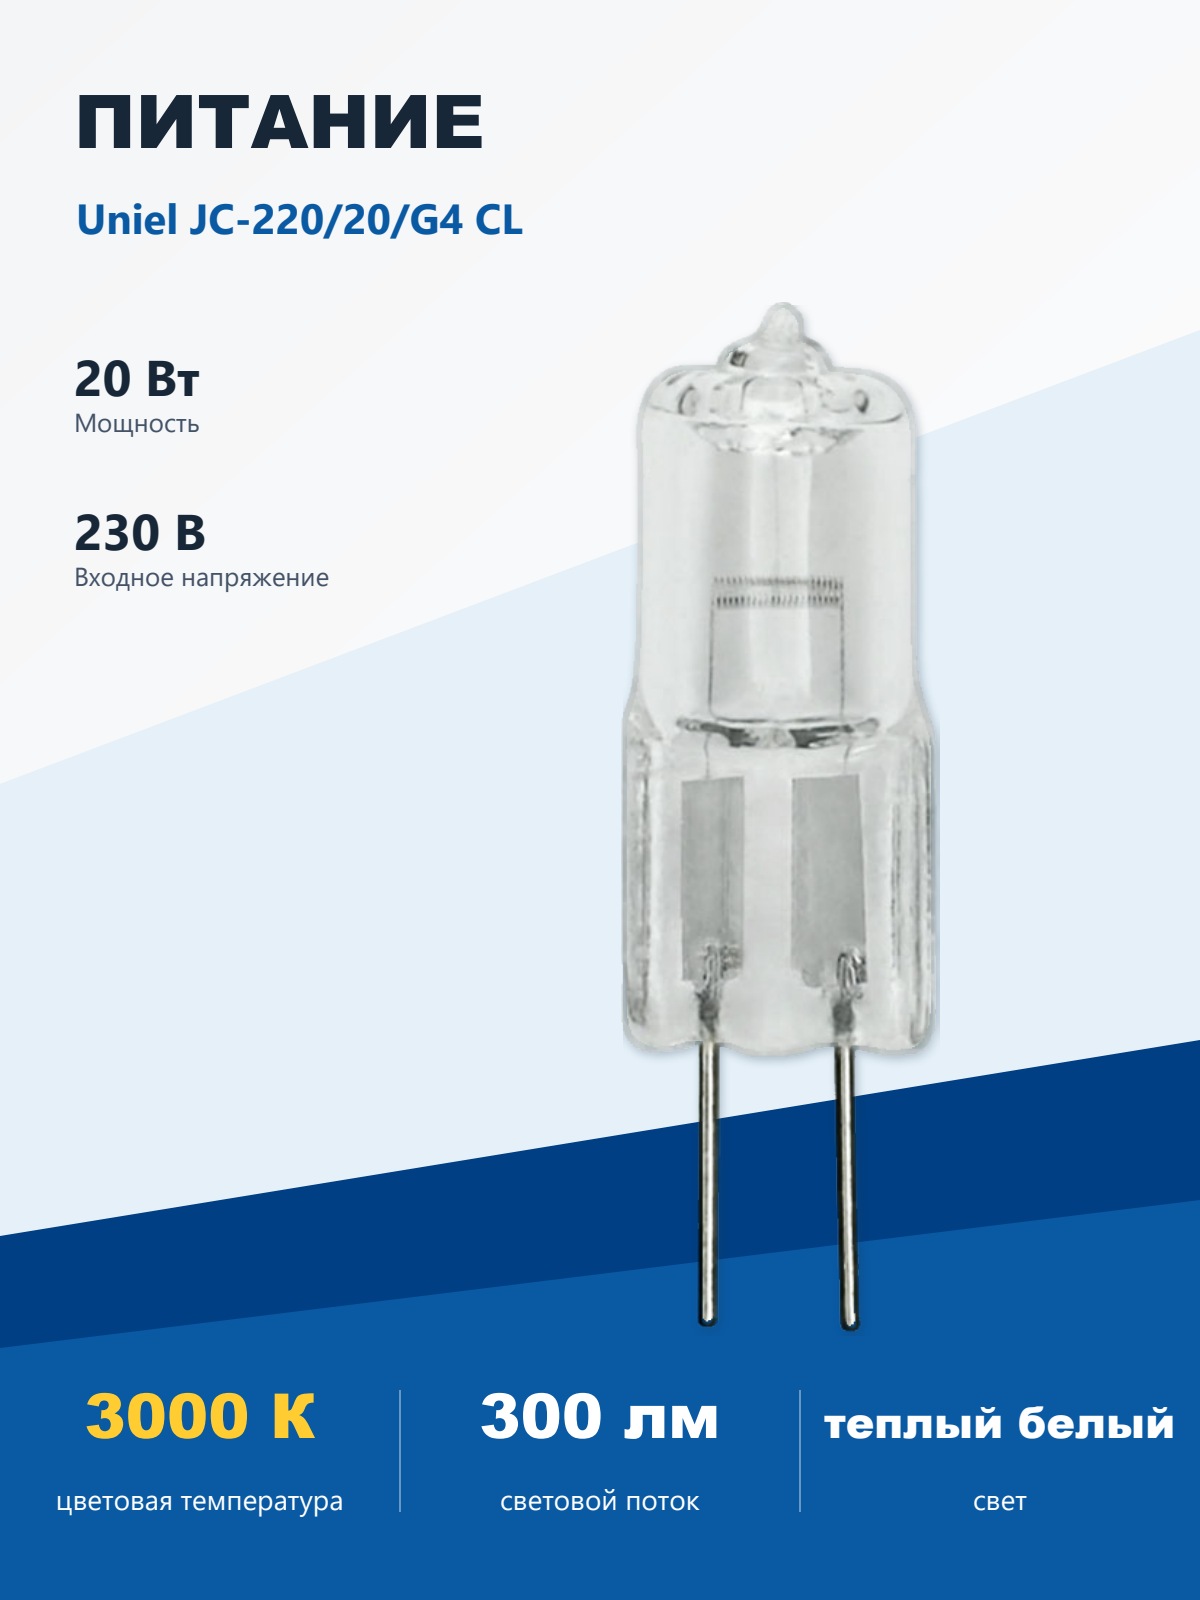 ПИТАНИЕ
Uniel JC-220/20/G4 CL
20 Вт
Мощность
230 В
Входное напряжение
3000 К
цветовая температура
300 лм
световой поток
теплый белый
свет